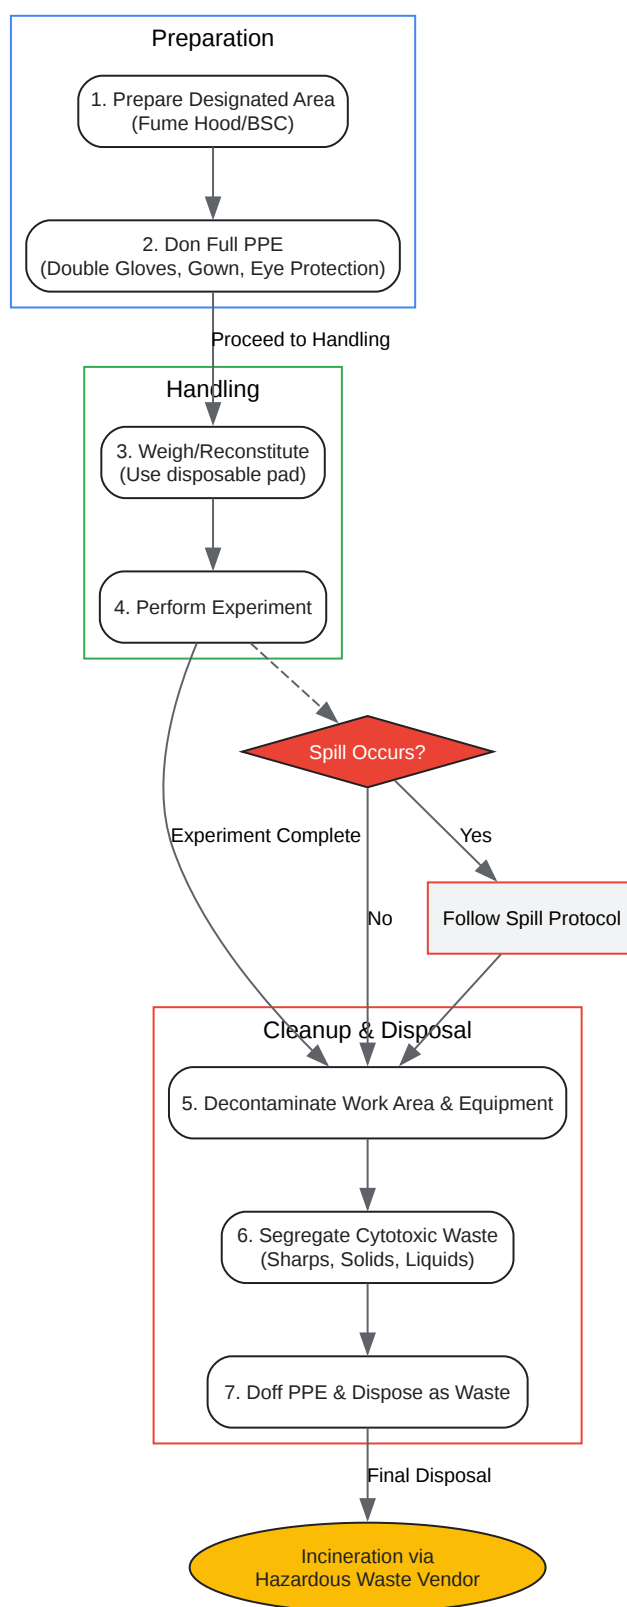 Preparation
1. Prepare Designated Area
(Fume Hood/BSC)
2. Don Full PPE
(Double Gloves, Gown, Eye Protection)
Proceed to Handling
Handling
3. Weigh/Reconstitute
(Use disposable pad)
4. Perform Experiment
Spill Occurs?
Experiment Complete
Yes
No
Follow Spill Protocol
Cleanup & Disposal
5. Decontaminate Work Area & Equipment
6. Segregate Cytotoxic Waste
(Sharps, Solids, Liquids)
7. Doff PPE & Dispose as Waste
Final Disposal
Incineration via
Hazardous Waste Vendor